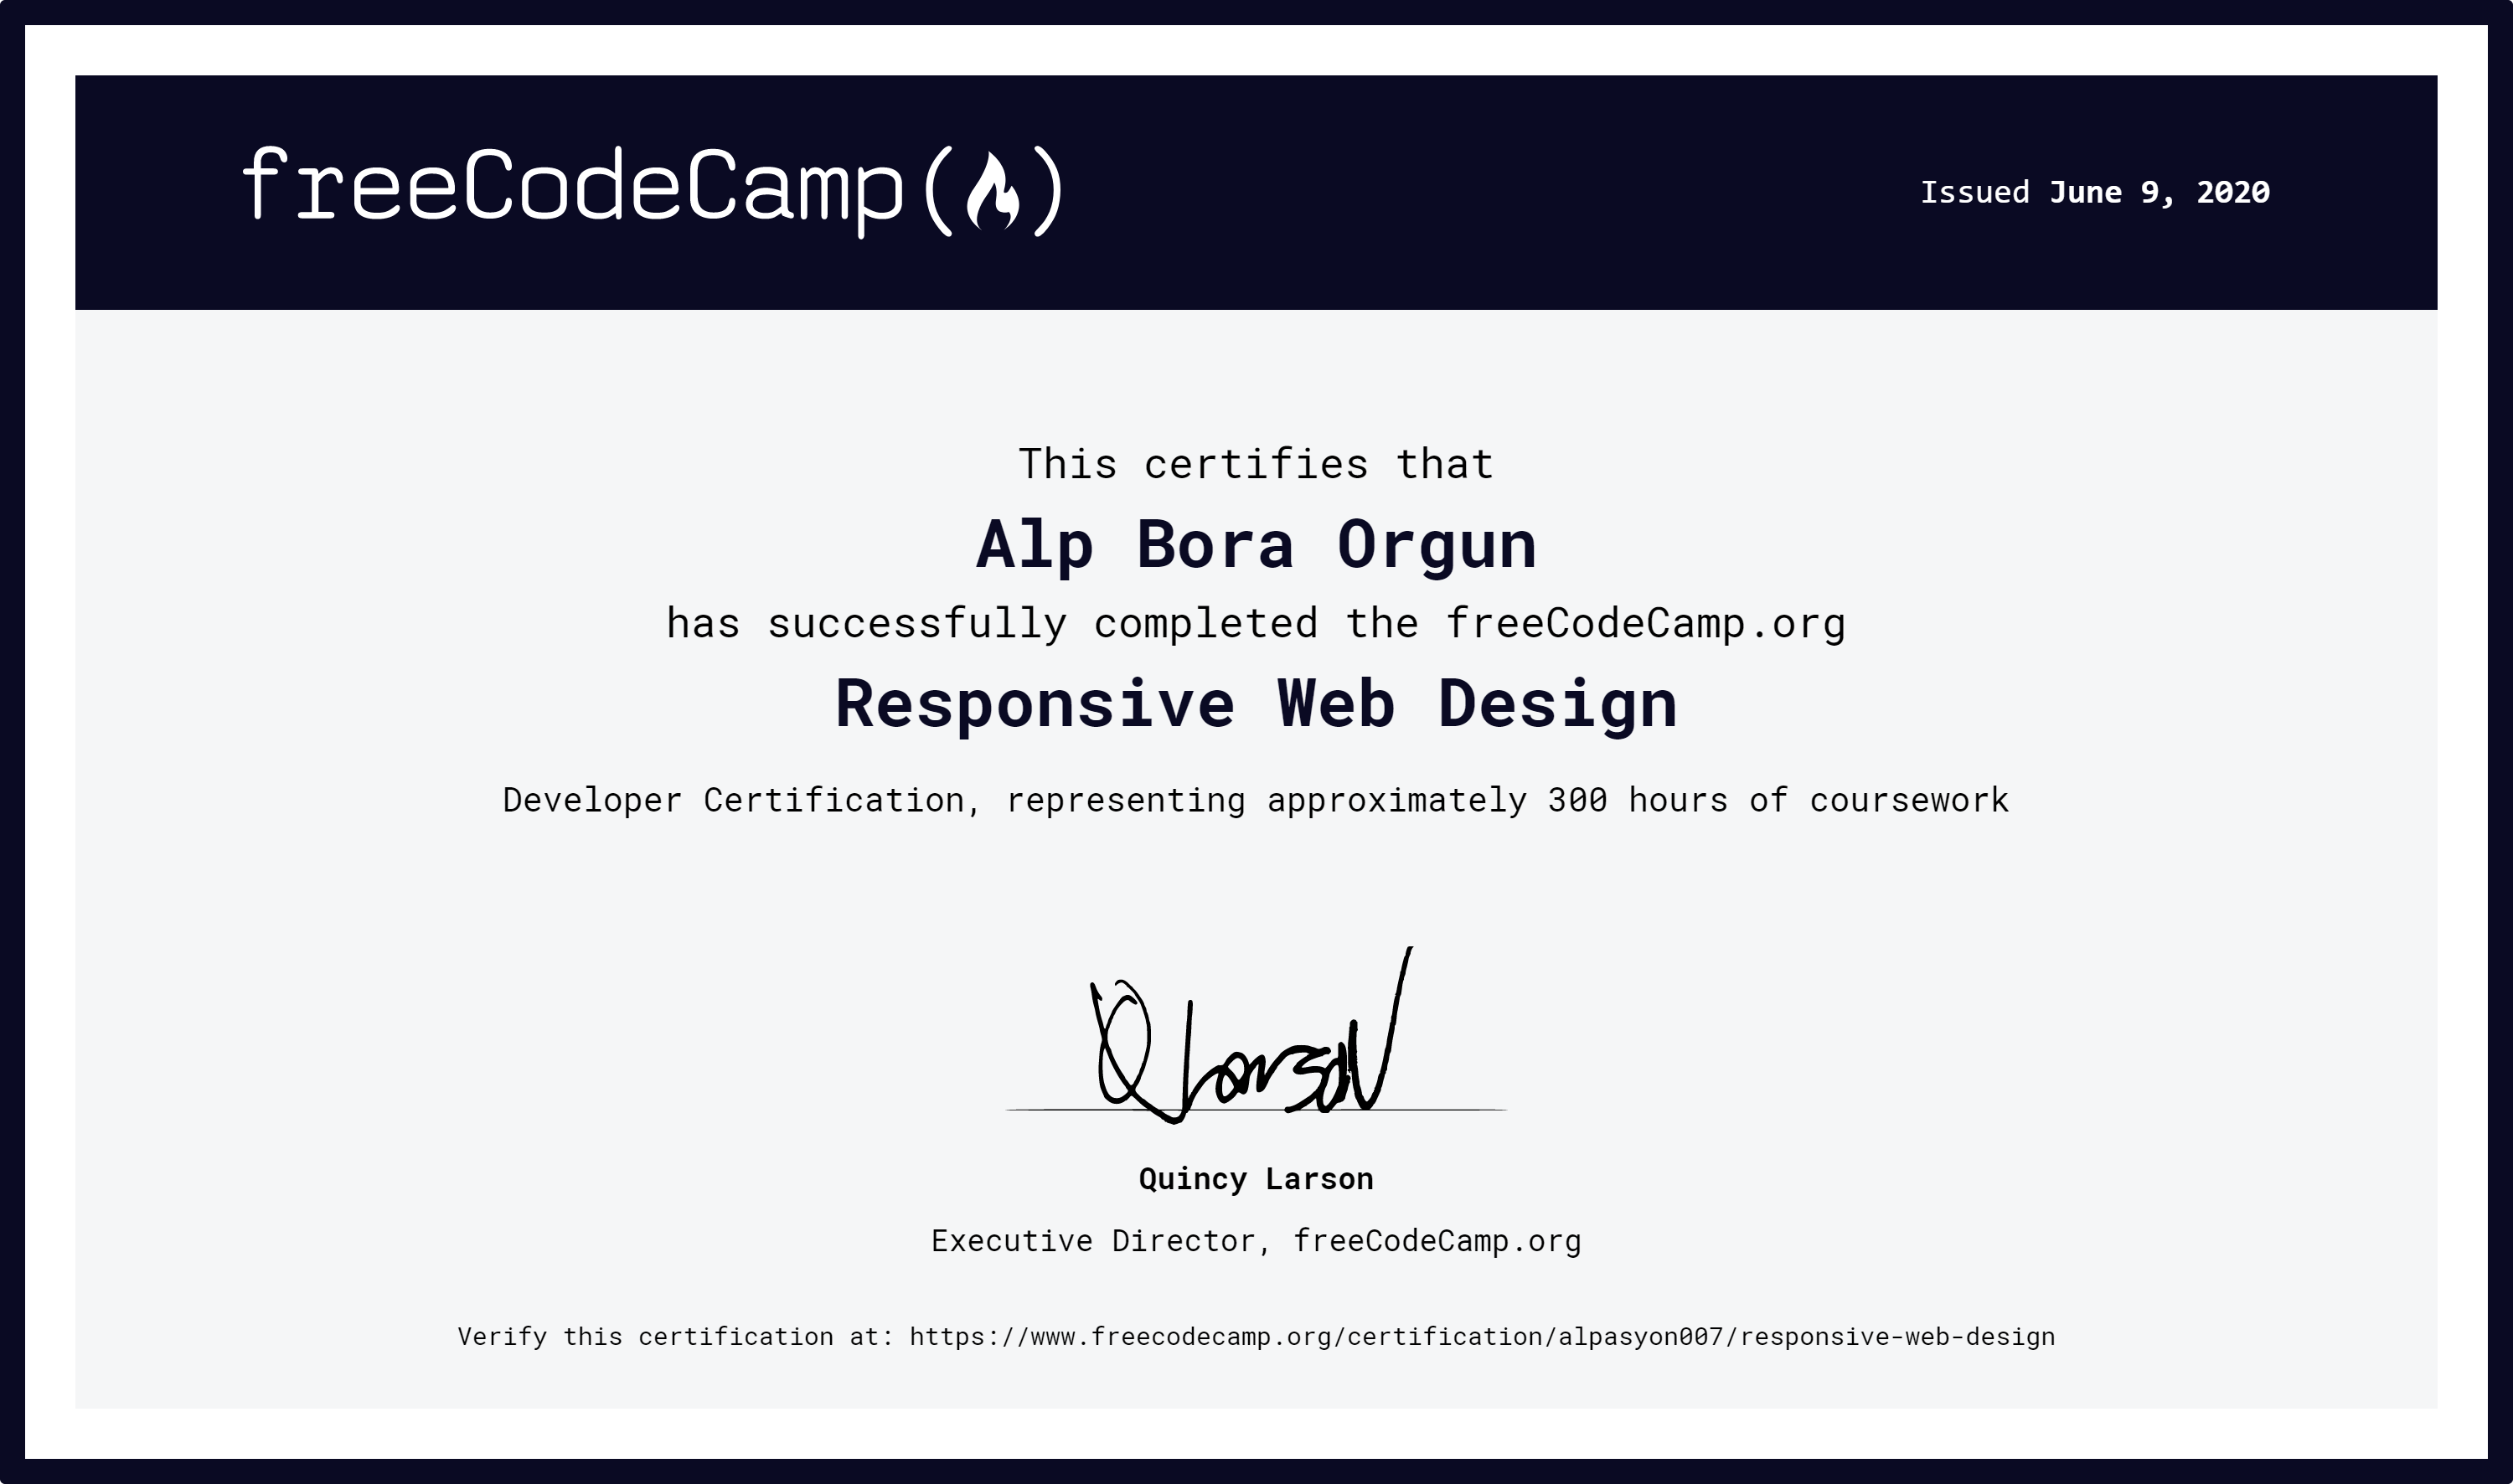 freeCodeCamp
Issued June 9, 2020
This certifies that
Alp Bora Orgun
has successfully completed the freeCodeCamp.org
Responsive Web Design
Developer Certification, representing approximately 300 hours of coursework
QLarson
Quincy Larson
Executive Director, freeCodeCamp.org
Verify this certification at: https://www.freecodecamp.org/certification/alpasyon007/responsive-web-design